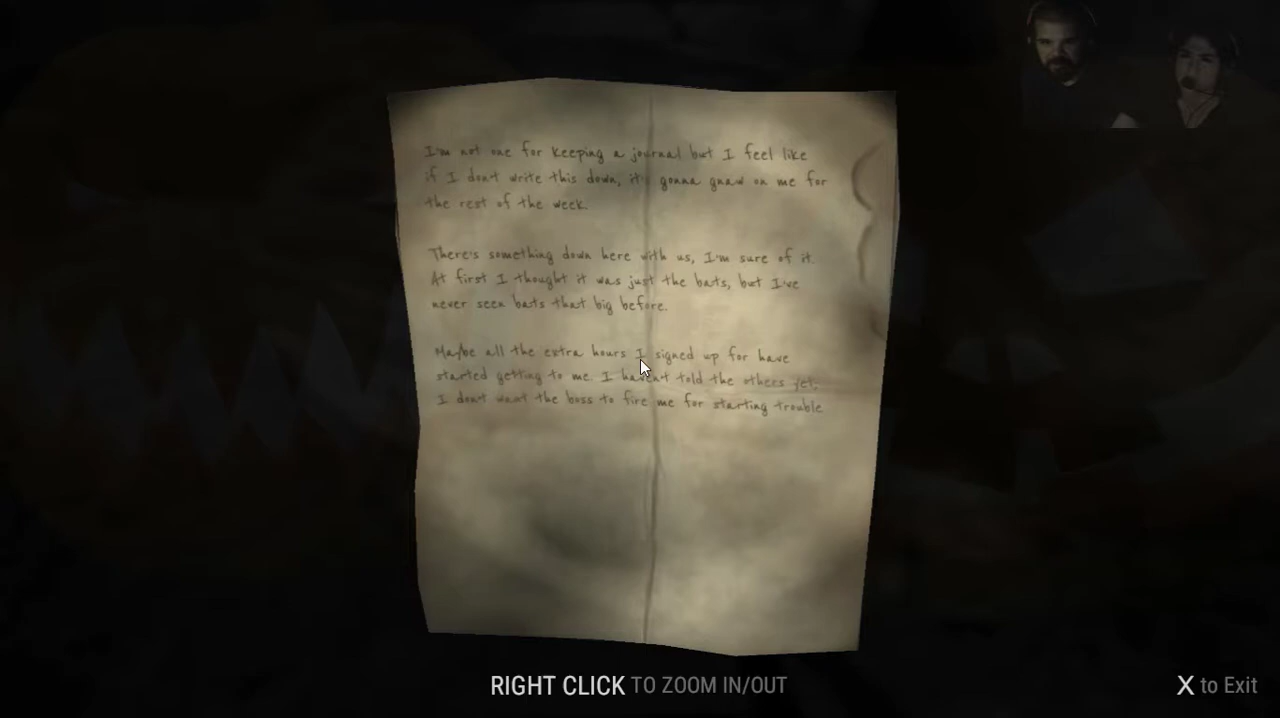 I'm not one for keeping a journal but I feel like
if I don't write this down, it's gonna gnaw on me for
the rest of the week.
There's something down here with us, I'm sure of it.
At first I thought it was just the bats, but I've
never seen bats that big before.
Maybe all the extra hours I signed up for have
started getting to me. I haven't told the others yet.
I don't want the boss to fire me for starting trouble
RIGHT CLICK TO ZOOM IN/OUT
X to Exit